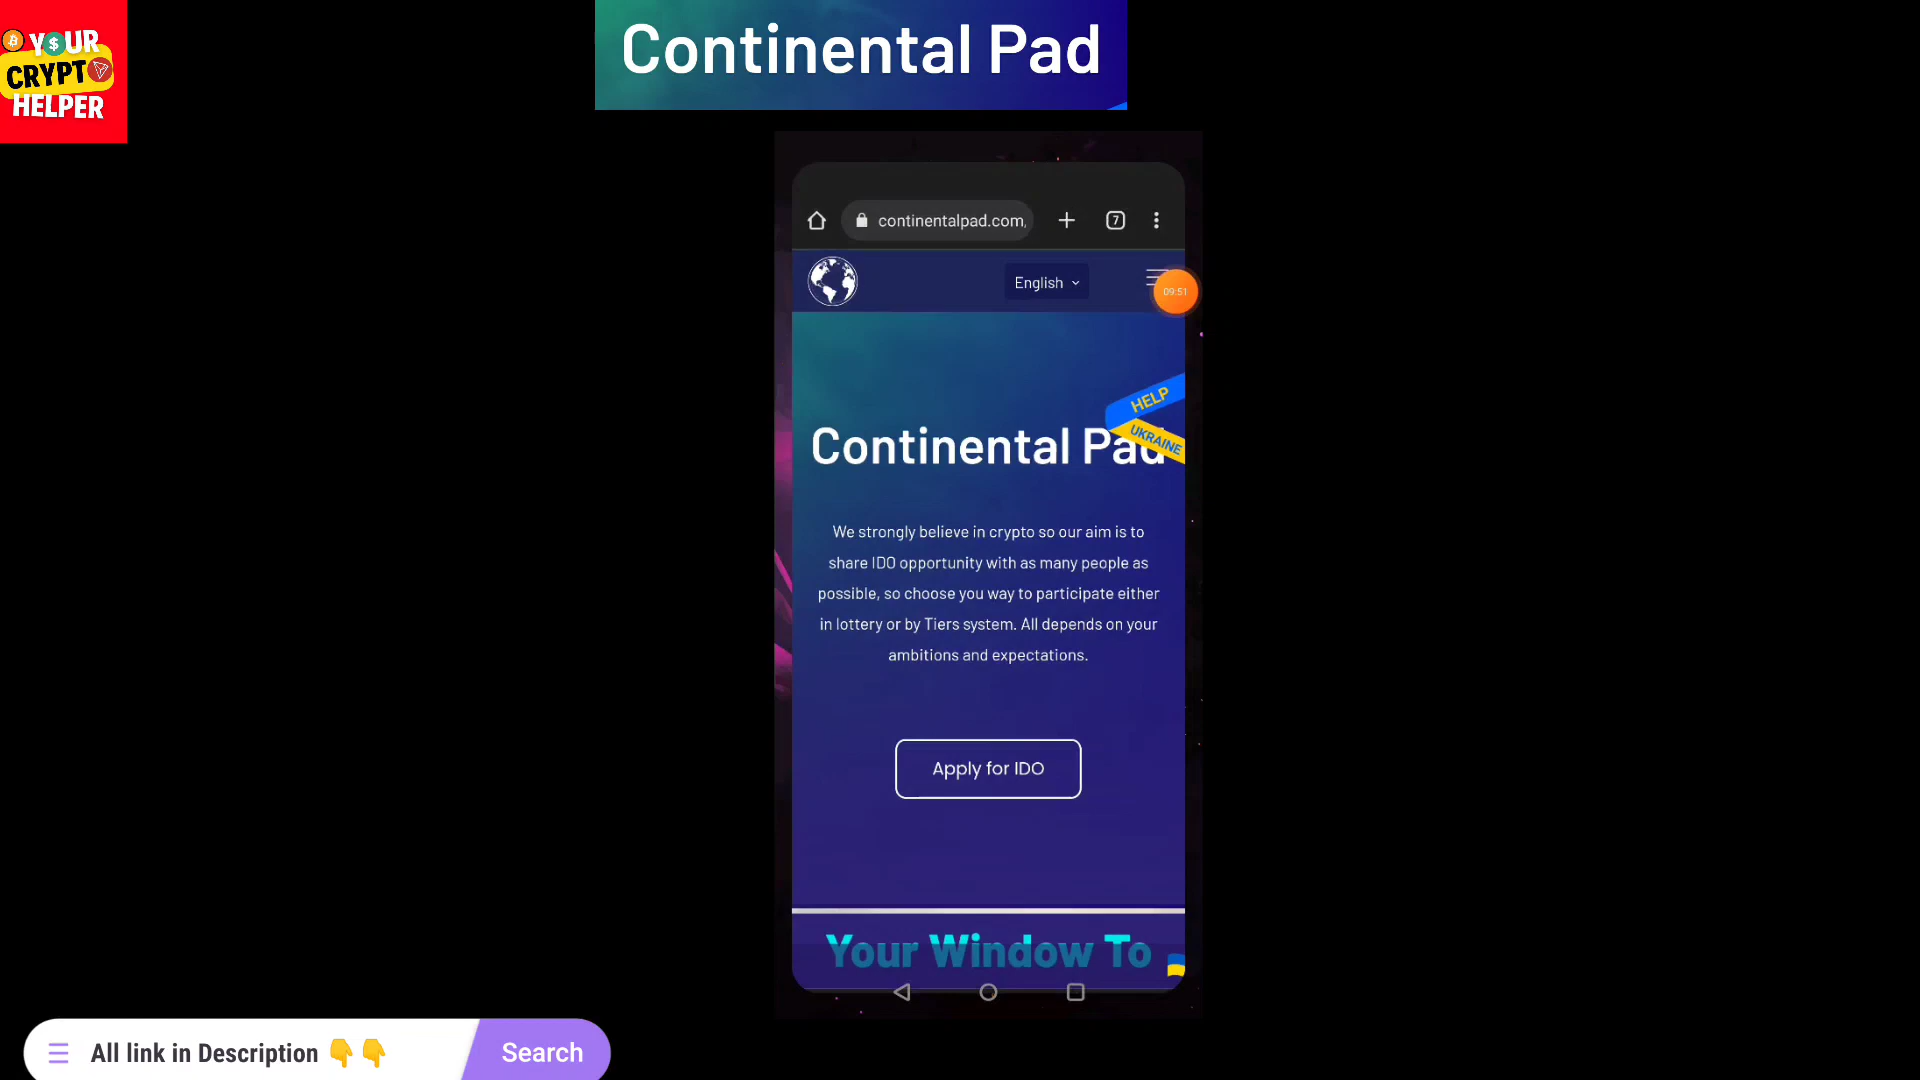 Continental Pad
Y$UR
CRYPT
HELPER
continentalpad.com,
7
English
09:51
HELP
UKRAINE
Continental Pad
We strongly believe in crypto so our aim is to
share IDO opportunity with as many people as
possible, so choose you way to participate either
in lottery or by Tiers system. All depends on your
ambitions and expectations.
Apply for IDO
Your Window To
All link in Description 👇👇
Search